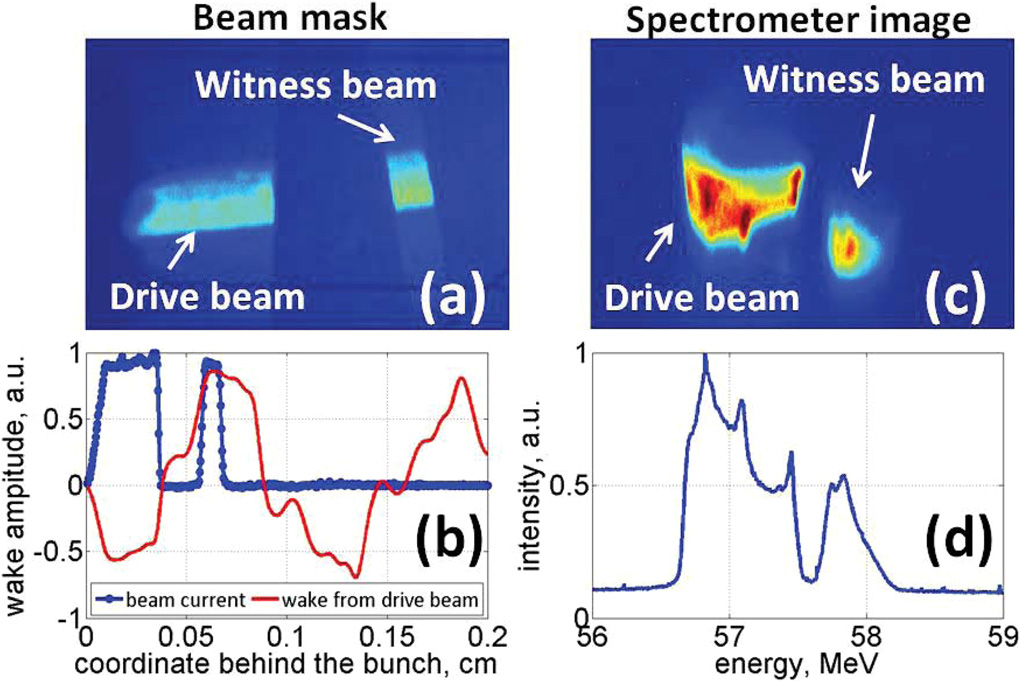 Beam mask
Witness beam
Drive beam
(a)
Spectrometer image
Witness beam
Drive beam
(c)
wake ampitude, a.u.
1
0.5
0
-0.5
-1
(b)
beam current
wake from drive beam
0
0.05
0.1
0.15
0.2
coordinate behind the bunch, cm
intensity, a.u.
1
0.5
0
(d)
56
57
58
59
energy, MeV